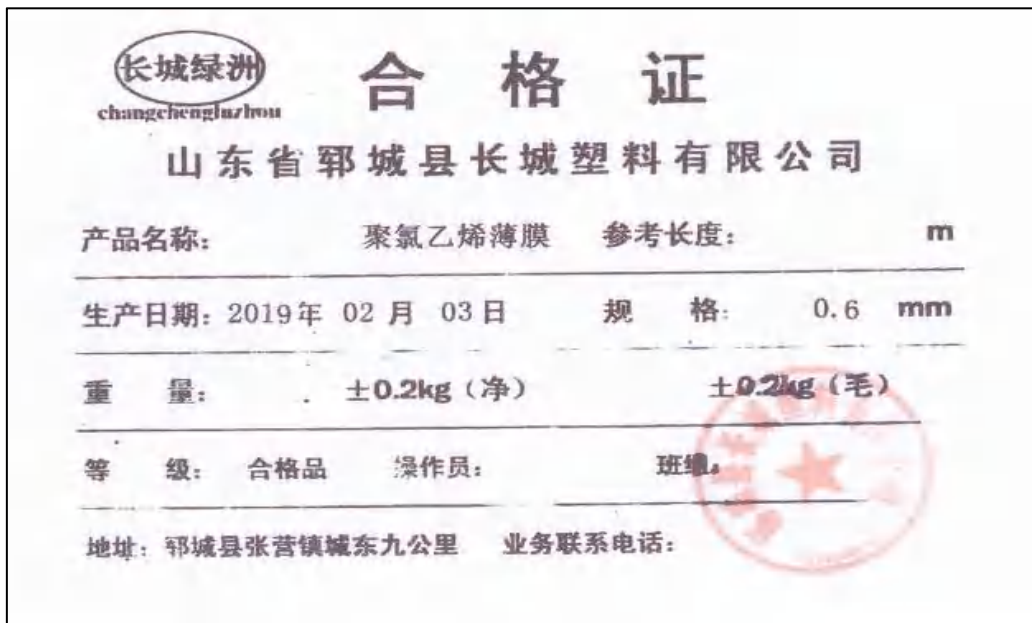 长城绿洲
changchengluzhou
合格证
山东省郓城县长城塑料有限公司
产品名称： 聚氯乙烯薄膜 参考长度： m
生产日期：2019年 02月 03日 规 格： 0.6 mm
重 量： ±0.2kg（净） ±0.2kg（毛）
等 级： 合格品 操作员： 班组：
地址：郓城县张营镇城东九公里 业务联系电话：